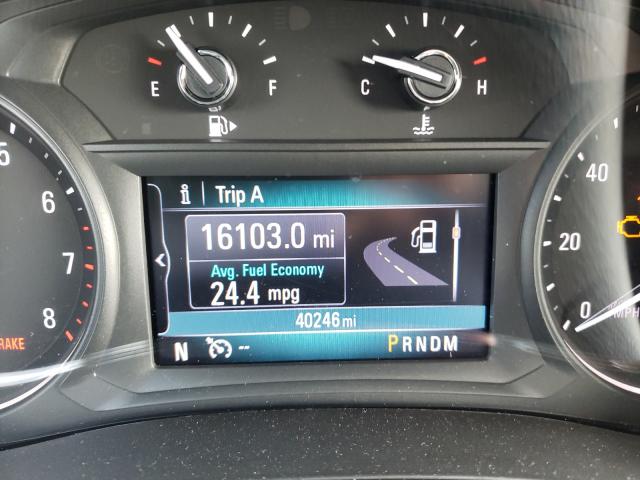 E F
C H
5
6
7
8
RAKE
i Trip A
16103.0 mi
Avg. Fuel Economy
24.4 mpg
40246 mi
N -- PRNDM
40
20
0
MPH